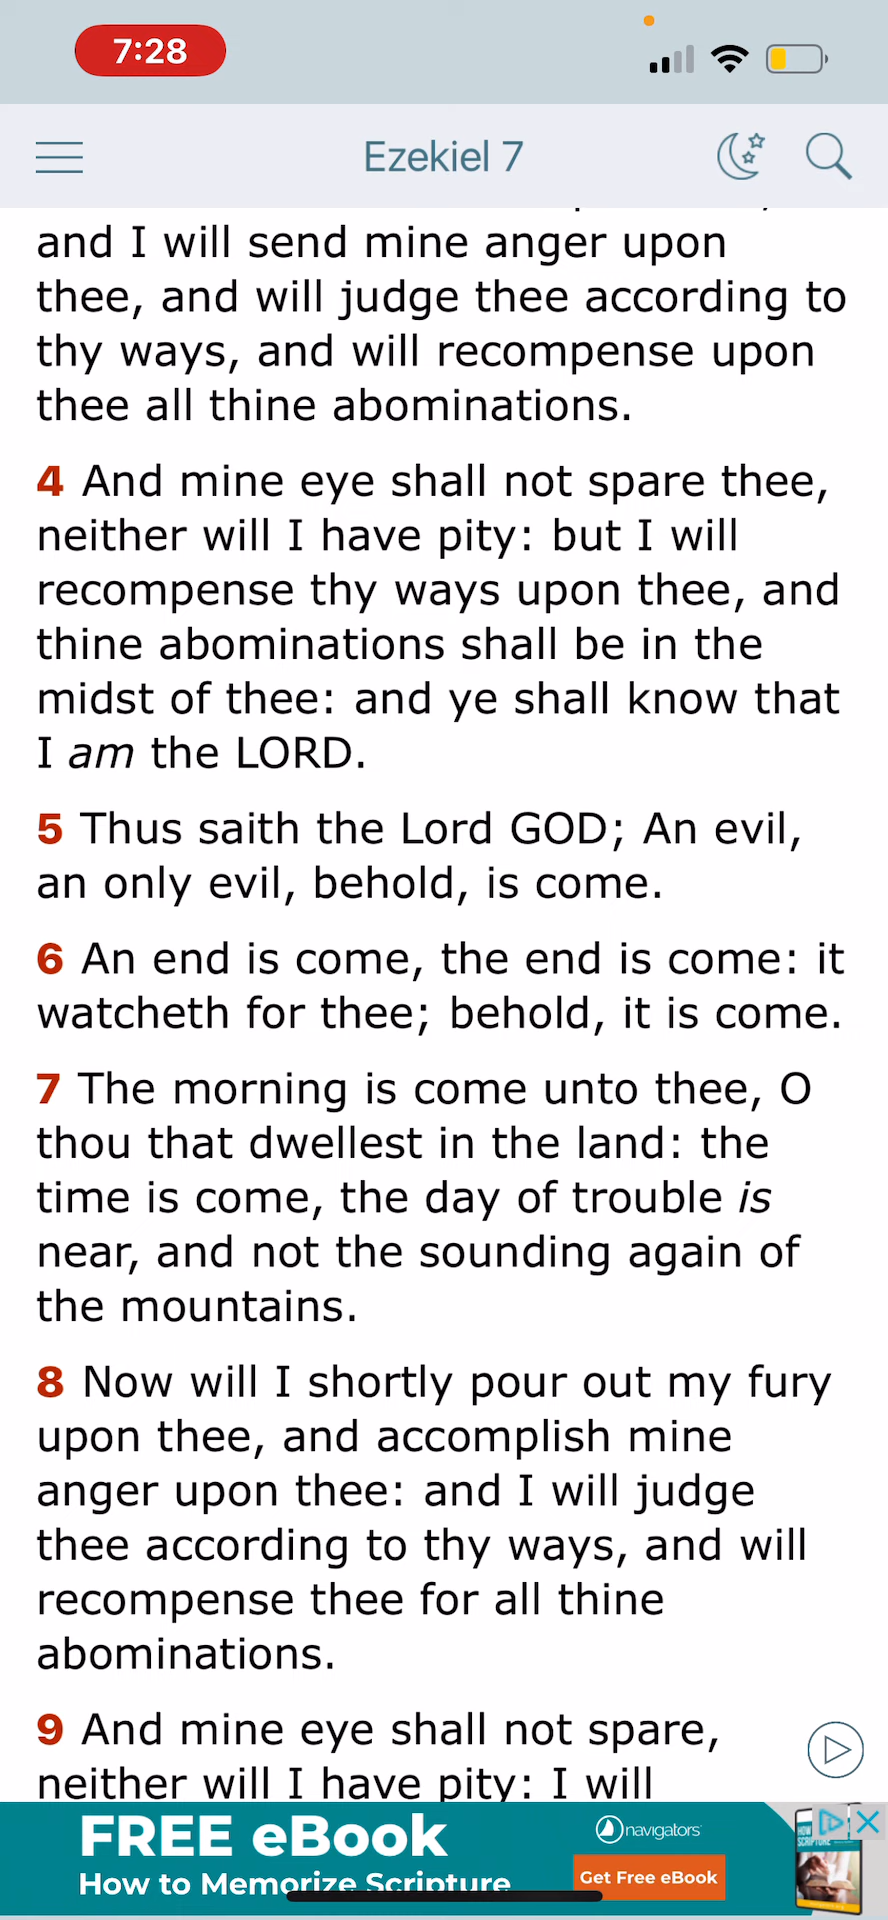 7:28
Ezekiel 7
and I will send mine anger upon
thee, and will judge thee according to
thy ways, and will recompense upon
thee all thine abominations.
4 And mine eye shall not spare thee,
neither will I have pity: but I will
recompense thy ways upon thee, and
thine abominations shall be in the
midst of thee: and ye shall know that
I am the LORD.
5 Thus saith the Lord GOD; An evil,
an only evil, behold, is come.
6 An end is come, the end is come: it
watcheth for thee; behold, it is come.
7 The morning is come unto thee, O
thou that dwellest in the land: the
time is come, the day of trouble is
near, and not the sounding again of
the mountains.
8 Now will I shortly pour out my fury
upon thee, and accomplish mine
anger upon thee: and I will judge
thee according to thy ways, and will
recompense thee for all thine
abominations.
9 And mine eye shall not spare,
neither will I have pity: I will
FREE eBook
How to Memorize Scripture
navigators
Get Free eBook
HOW
SCRIPTURE